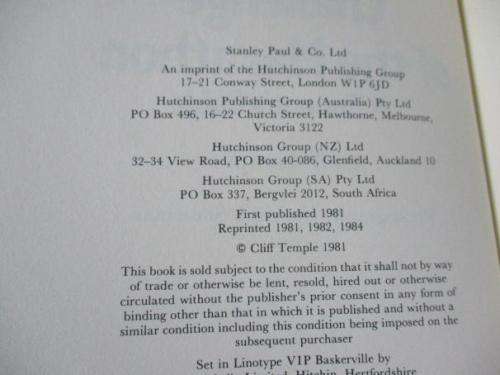 Stanley Paul & Co. Ltd
An imprint of the Hutchinson Publishing Group
17–21 Conway Street, London W1P 6JD
Hutchinson Publishing Group (Australia) Pty Ltd
PO Box 496, 16–22 Church Street, Hawthorne, Melbourne,
Victoria 3122
Hutchinson Group (NZ) Ltd
32–34 View Road, PO Box 40-086, Glenfield, Auckland 10
Hutchinson Group (SA) Pty Ltd
PO Box 337, Bergvlei 2012, South Africa
First published 1981
Reprinted 1981, 1982, 1984
© Cliff Temple 1981
This book is sold subject to the condition that it shall not by way
of trade or otherwise be lent, resold, hired out or otherwise
circulated without the publisher's prior consent in any form of
binding other than that in which it is published and without a
similar condition including this condition being imposed on the
subsequent purchaser
Set in Linotype VIP Baskerville by
Limited, Hitchin, Hertfordshire